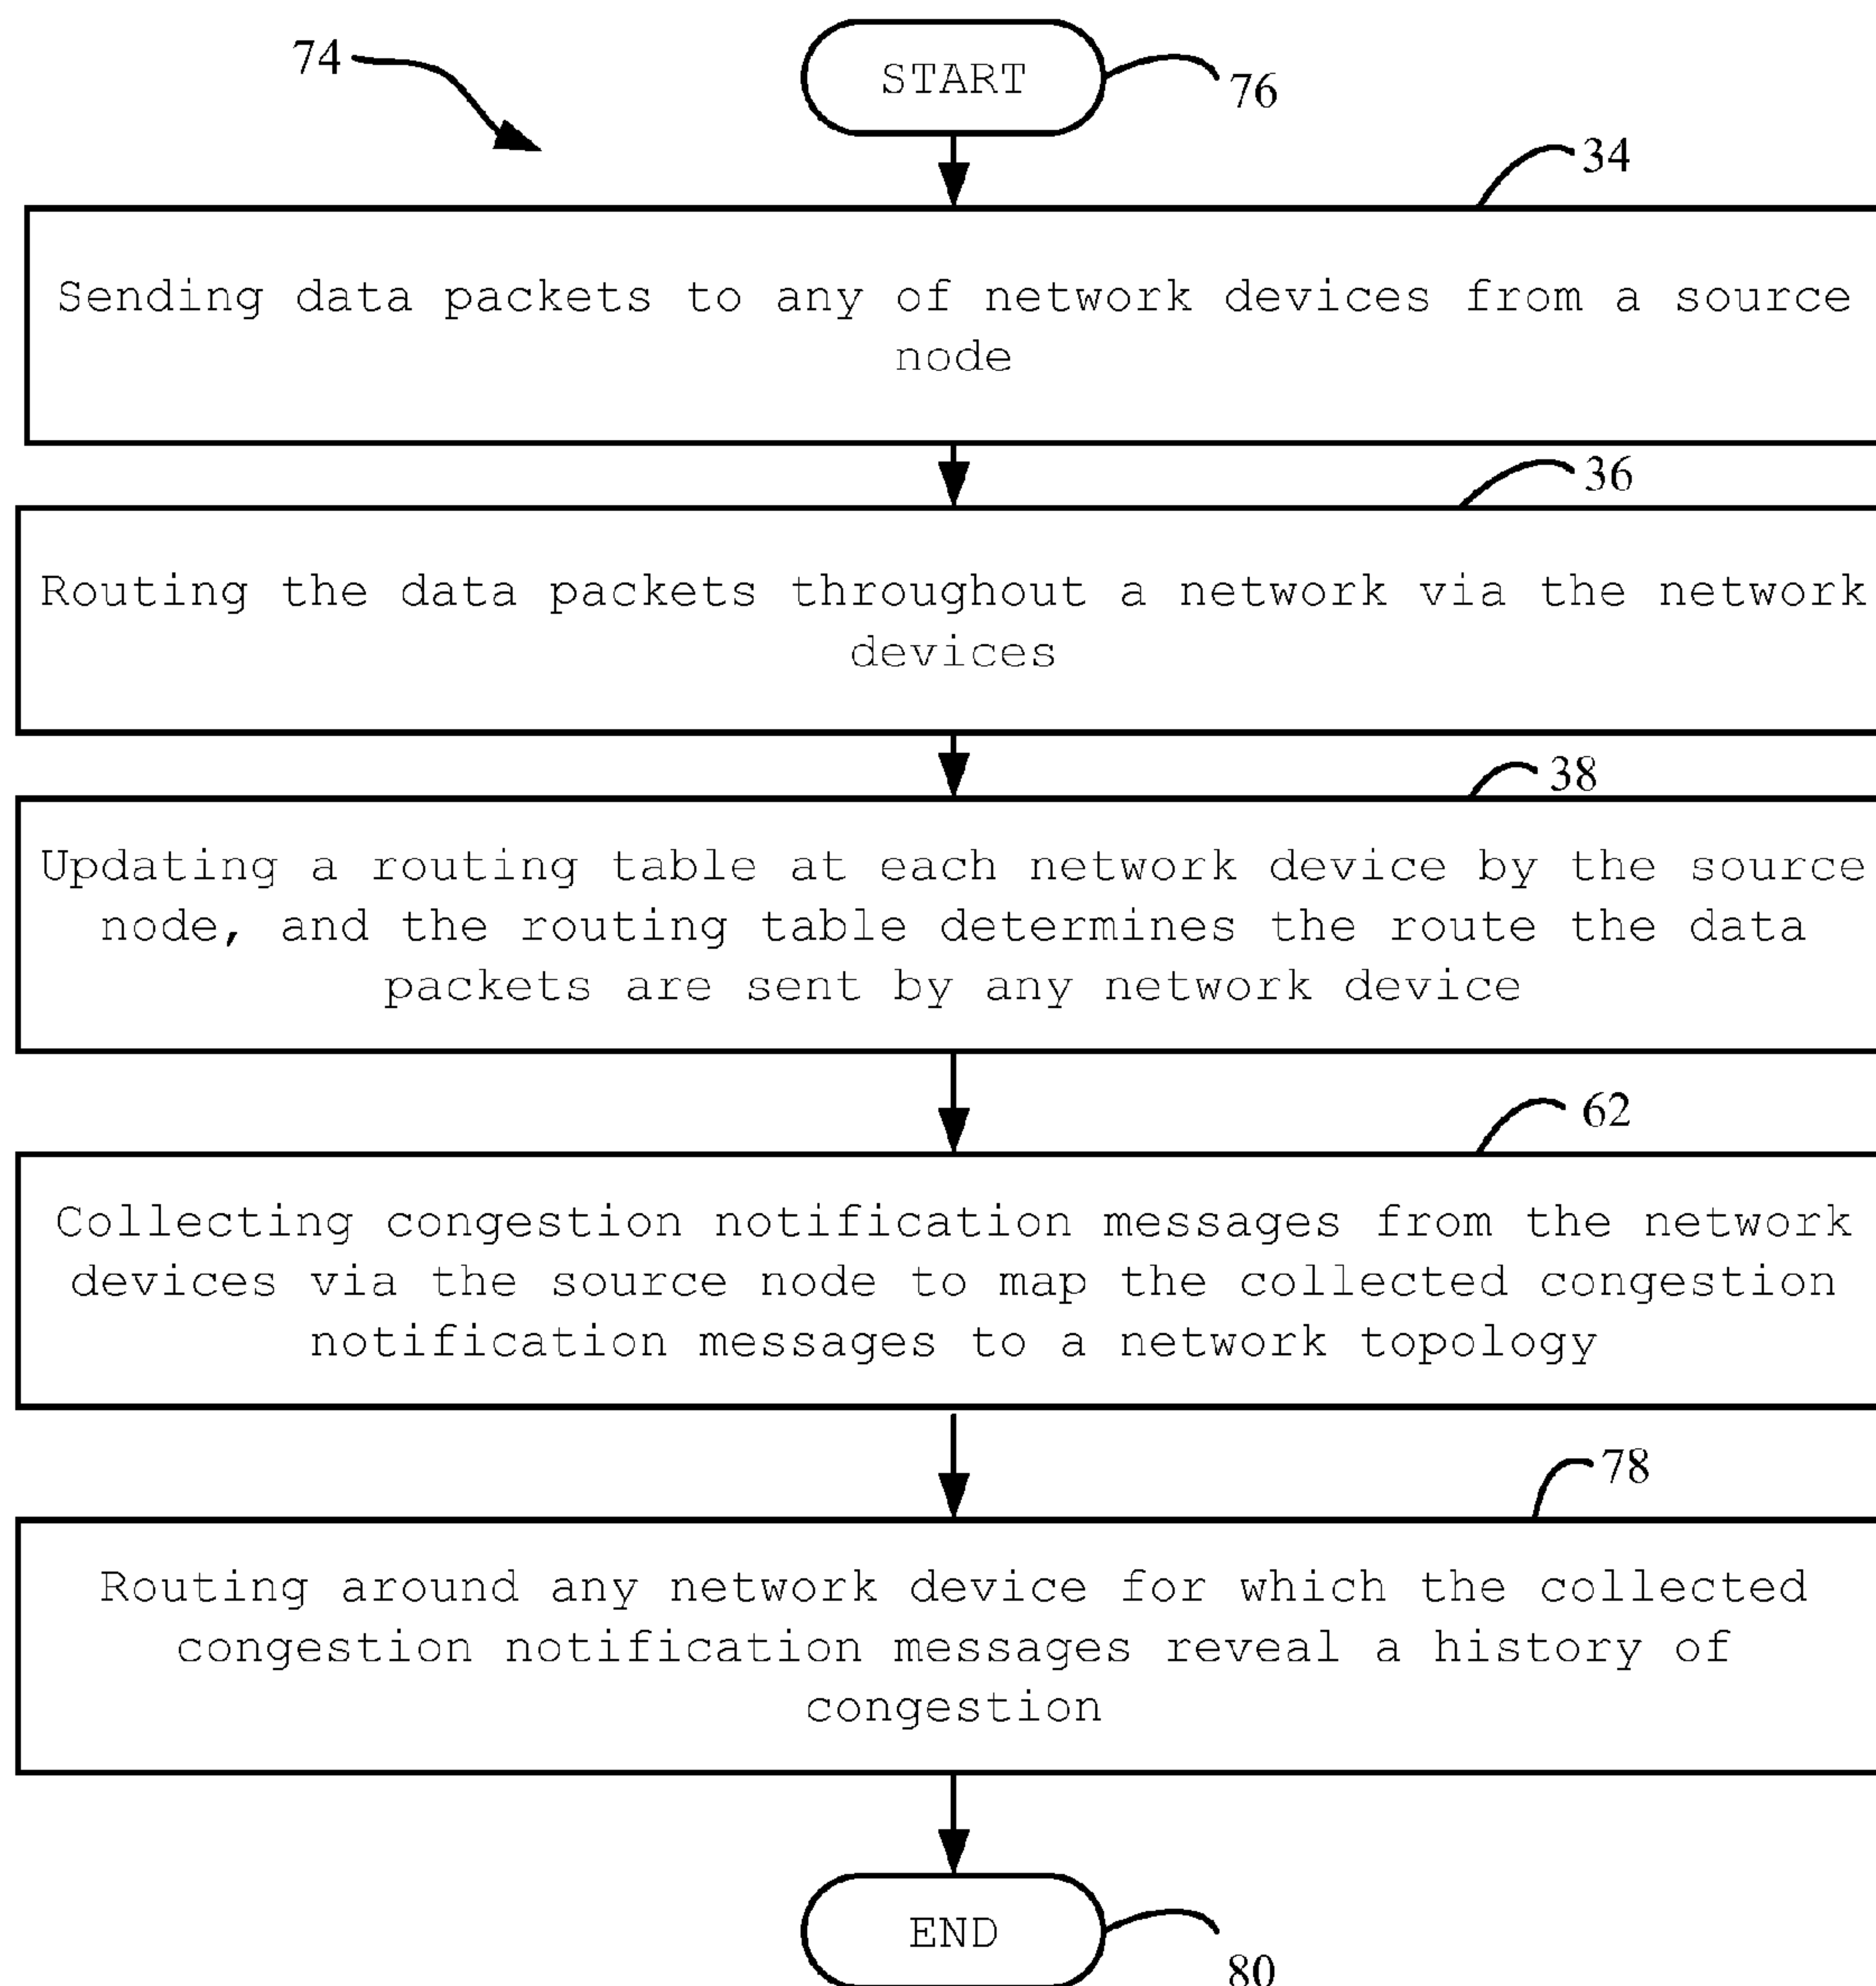 74
START
76
34
Sending data packets to any of network devices from a source
node
36
Routing the data packets throughout a network via the network
devices
38
Updating a routing table at each network device by the source
node, and the routing table determines the route the data
packets are sent by any network device
62
Collecting congestion notification messages from the network
devices via the source node to map the collected congestion
notification messages to a network topology
78
Routing around any network device for which the collected
congestion notification messages reveal a history of
congestion
END
80